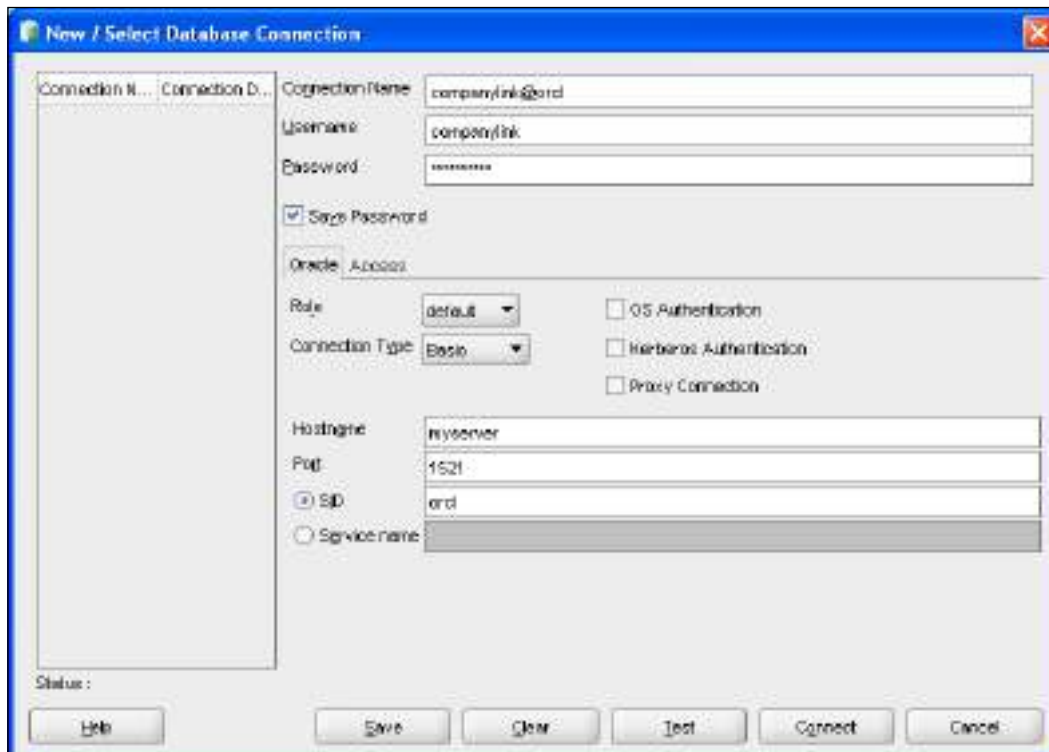 New / Select Database Connection
Connection N... Connection D...
Connection Name companylink@orcl
Username companylink
Password ***********
Save Password
Oracle Access
Role default
OS Authentication
Connection Type Basic
Kerberos Authentication
Proxy Connection
Hostname myserver
Port 1521
SID orcl
Service name
Status :
Help Save Clear Test Connect Cancel